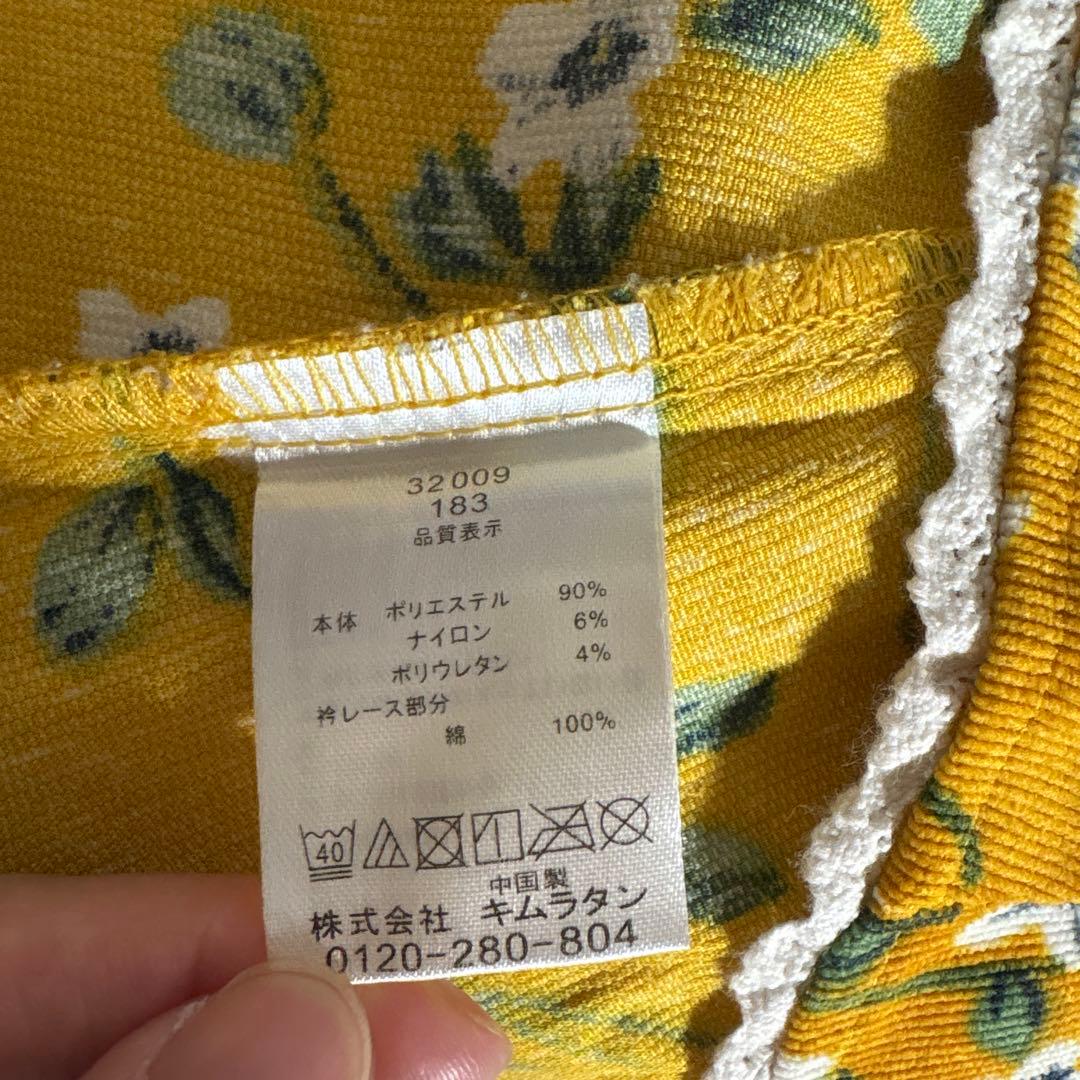 32009
183
品質表示
本体 ポリエステル 90%
ナイロン 6%
ポリウレタン 4%
衿レース部分
綿 100%
40
中国製
株式会社 キムラタン
0120-280-804